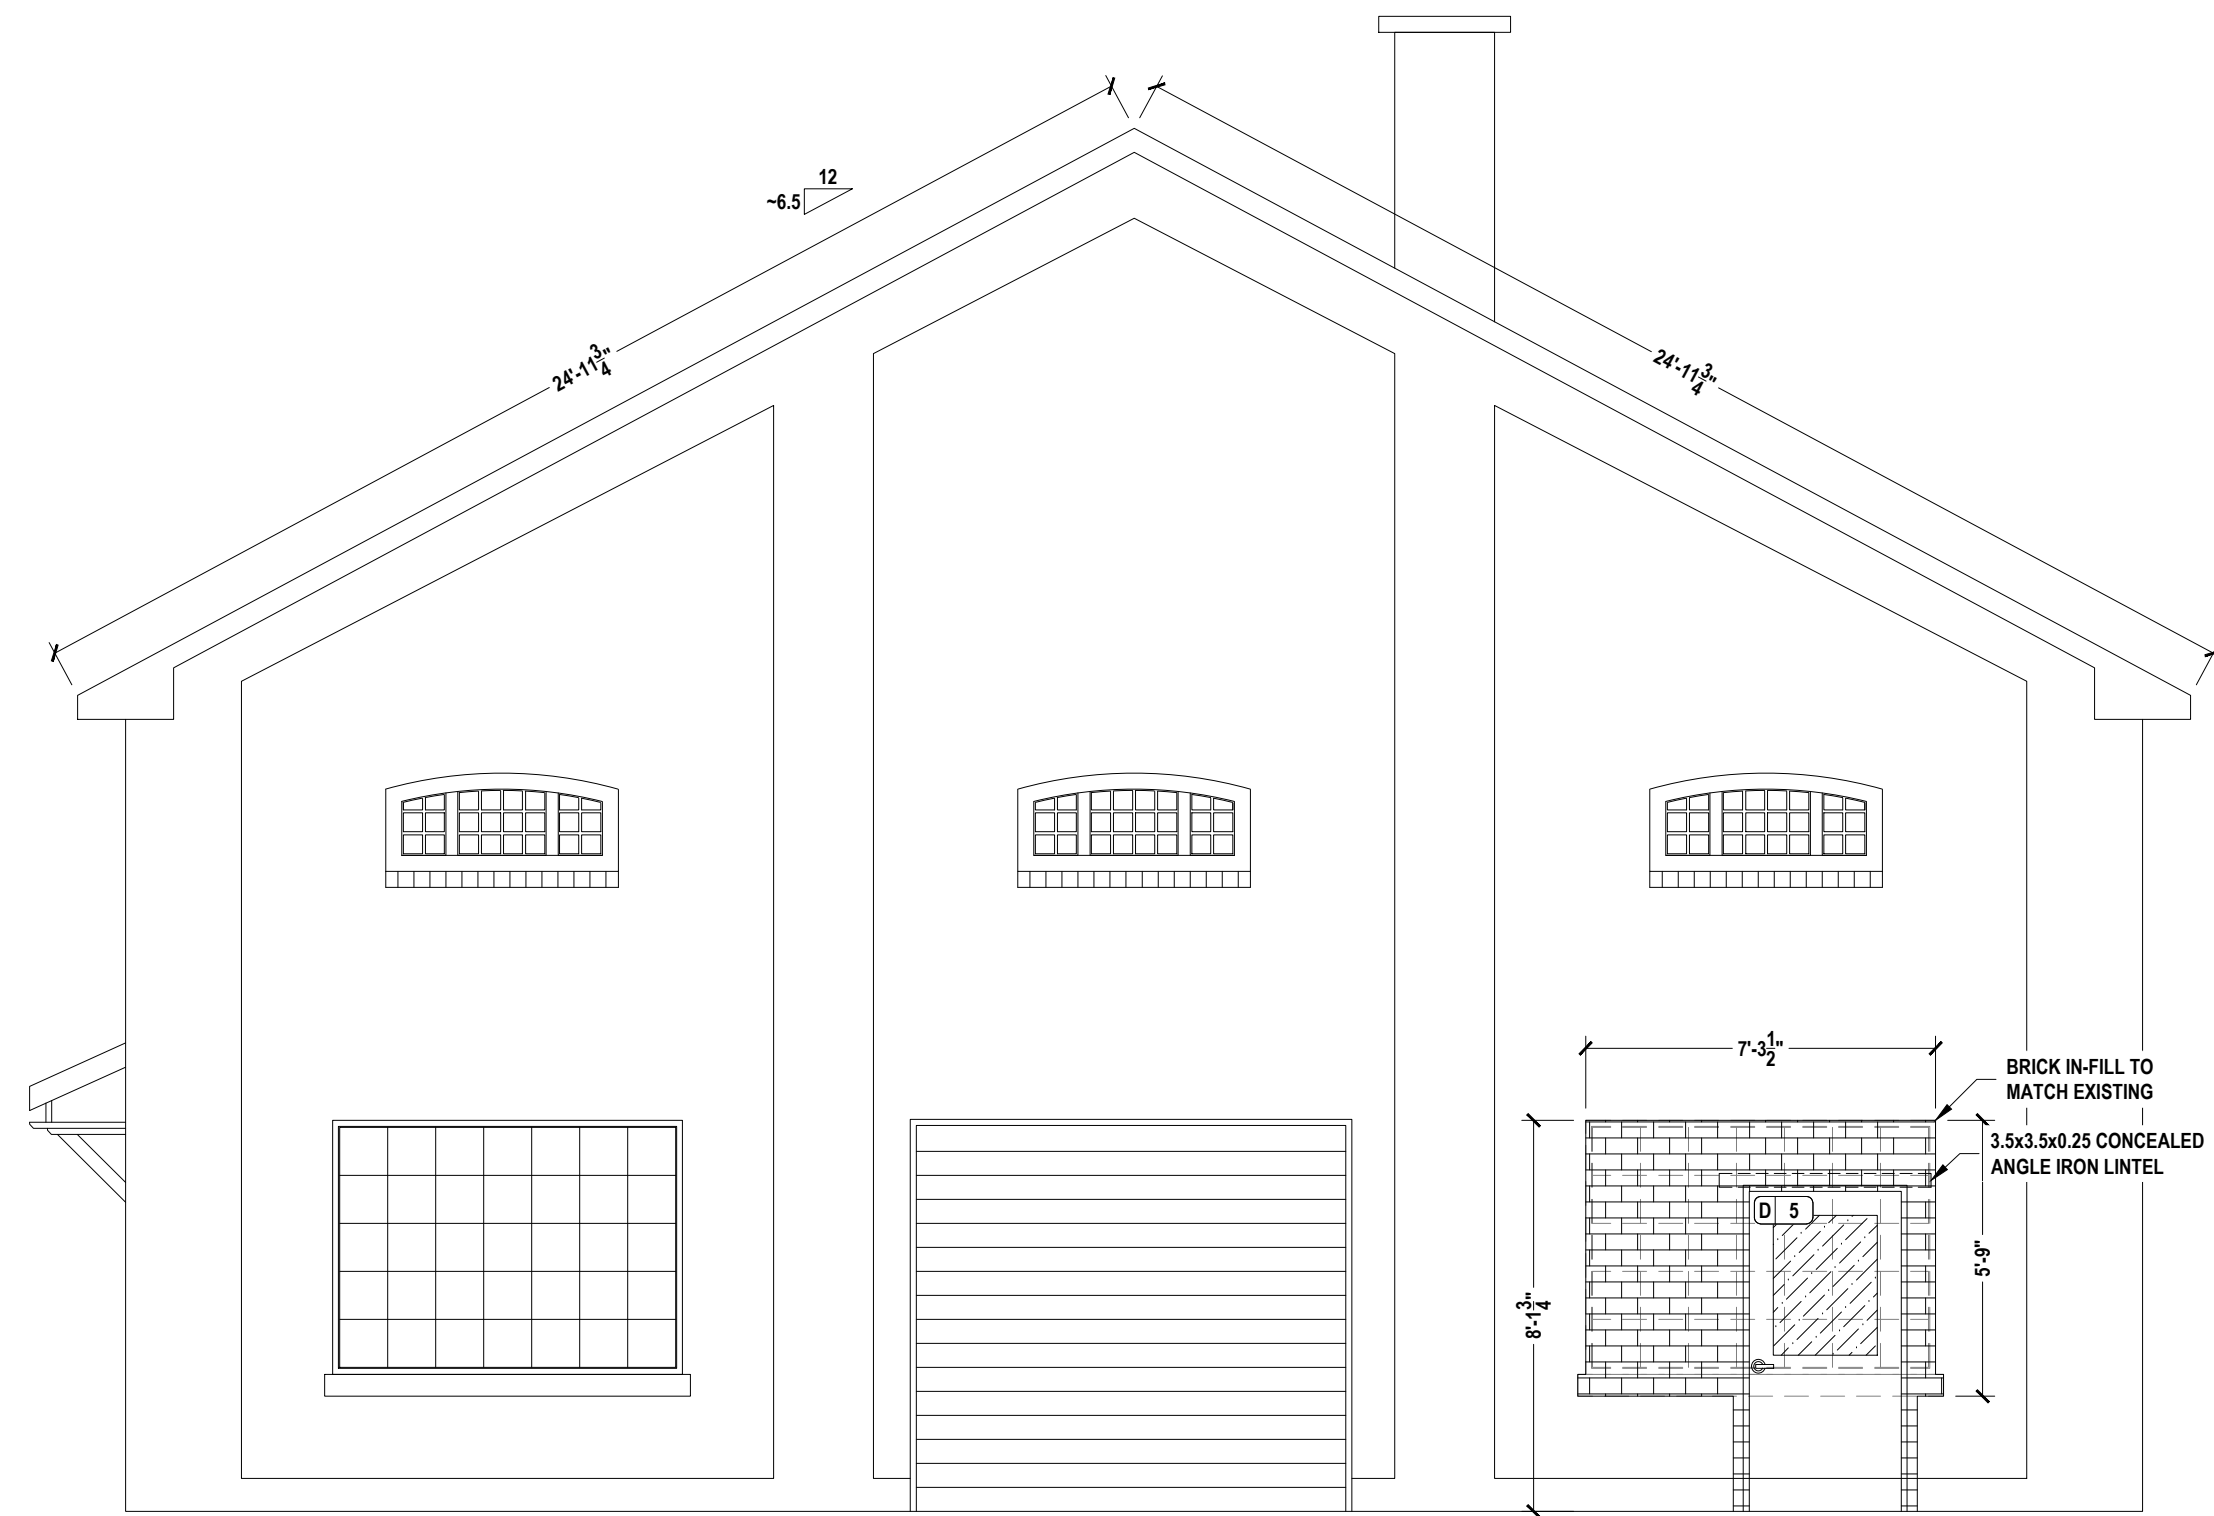 12
~6.5
24'-11 3/4"
24'-11 3/4"
7'-3 1/2"
BRICK IN-FILL TO
MATCH EXISTING
3.5x3.5x0.25 CONCEALED
ANGLE IRON LINTEL
D 5
5'-9"
8'-1 3/4"